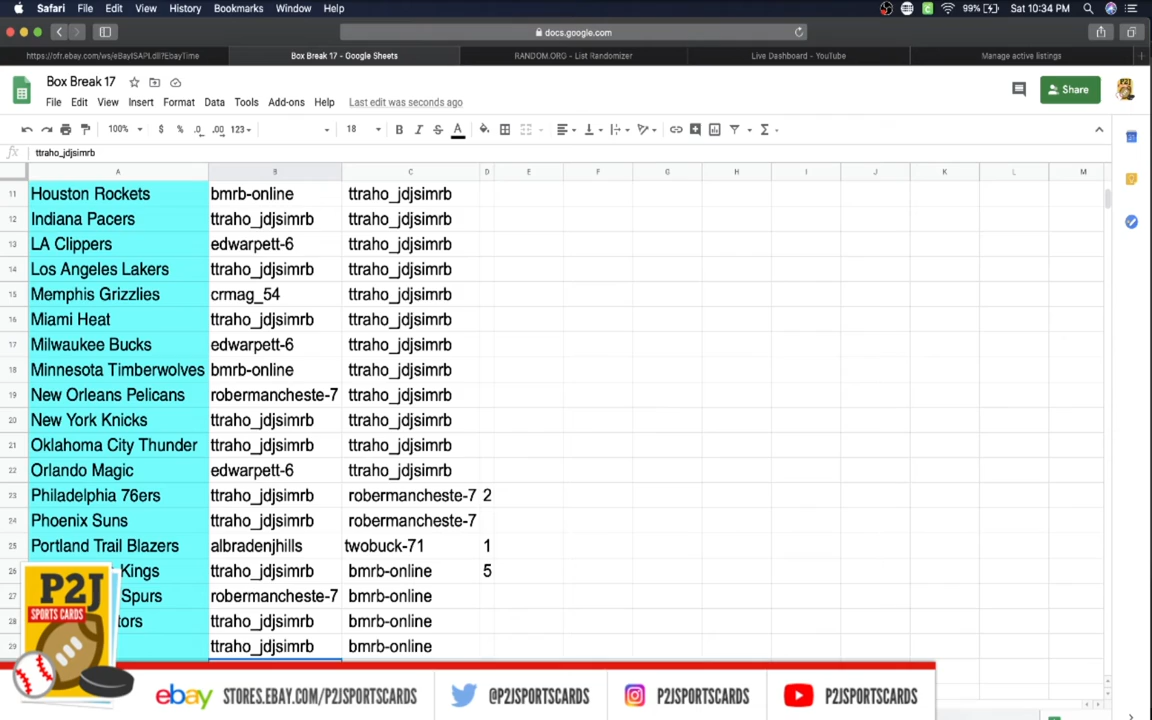 Safari File Edit View History Bookmarks Window Help 99% Sat 10:34 PM
docs.google.com
https://ofr.ebay.com/ws/eBayISAPI.dll?EbayTime Box Break 17 - Google Sheets RANDOM.ORG - List Randomizer Live Dashboard - YouTube Manage active listings
Box Break 17
File Edit View Insert Format Data Tools Add-ons Help Last edit was seconds ago Share
100% $ % .0 .00 123 18 B I S A
fx ttraho_jdjsimrb
A B C D E F G H I J K L M
11 Houston Rockets bmrb-online ttraho_jdjsimrb
12 Indiana Pacers ttraho_jdjsimrb ttraho_jdjsimrb
13 LA Clippers edwarpett-6 ttraho_jdjsimrb
14 Los Angeles Lakers ttraho_jdjsimrb ttraho_jdjsimrb
15 Memphis Grizzlies crmag_54 ttraho_jdjsimrb
16 Miami Heat ttraho_jdjsimrb ttraho_jdjsimrb
17 Milwaukee Bucks edwarpett-6 ttraho_jdjsimrb
18 Minnesota Timberwolves bmrb-online ttraho_jdjsimrb
19 New Orleans Pelicans robermancheste-7 ttraho_jdjsimrb
20 New York Knicks ttraho_jdjsimrb ttraho_jdjsimrb
21 Oklahoma City Thunder ttraho_jdjsimrb ttraho_jdjsimrb
22 Orlando Magic edwarpett-6 ttraho_jdjsimrb
23 Philadelphia 76ers ttraho_jdjsimrb robermancheste-7 2
24 Phoenix Suns ttraho_jdjsimrb robermancheste-7
25 Portland Trail Blazers albradenjhills twobuck-71 1
26 Kings ttraho_jdjsimrb bmrb-online 5
27 Spurs robermancheste-7 bmrb-online
28 tors ttraho_jdjsimrb bmrb-online
29 ttraho_jdjsimrb bmrb-online
P2J
SPORTS CARDS
ebay STORES.EBAY.COM/P2JSPORTSCARDS @P2JSPORTSCARDS P2JSPORTSCARDS P2JSPORTSCARDS